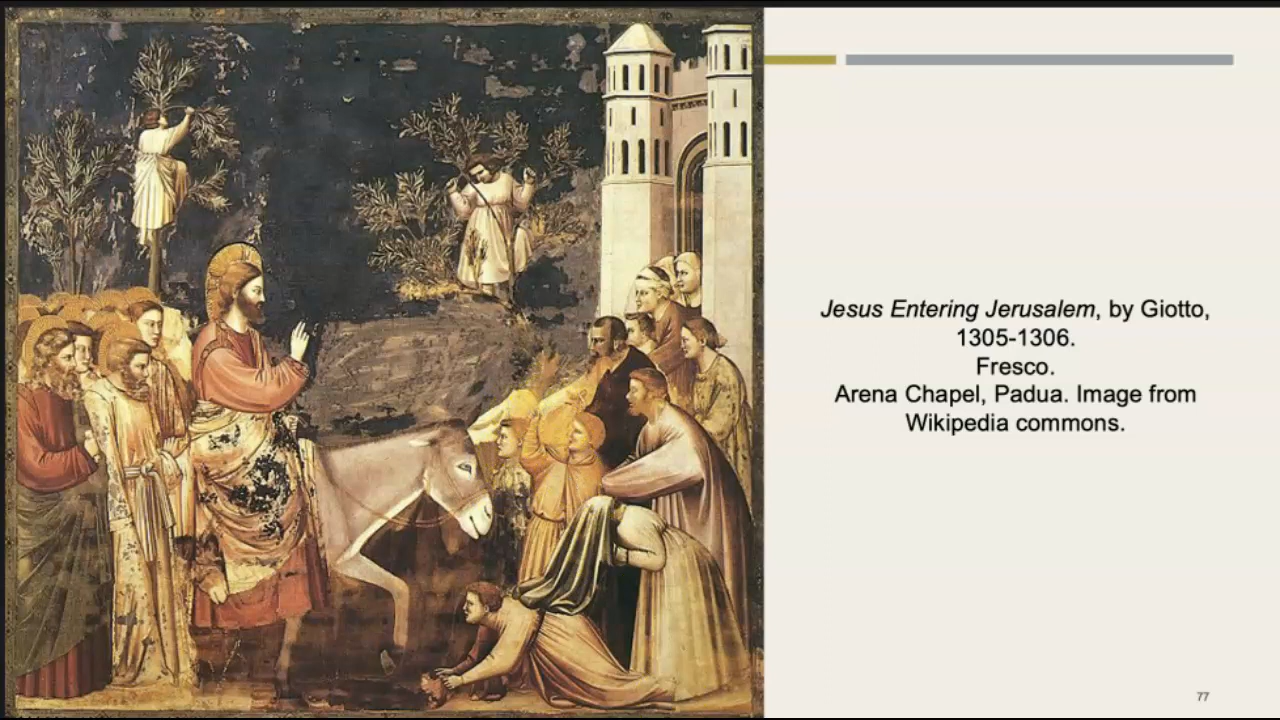 Jesus Entering Jerusalem, by Giotto,
1305-1306.
Fresco.
Arena Chapel, Padua. Image from
Wikipedia commons.
77